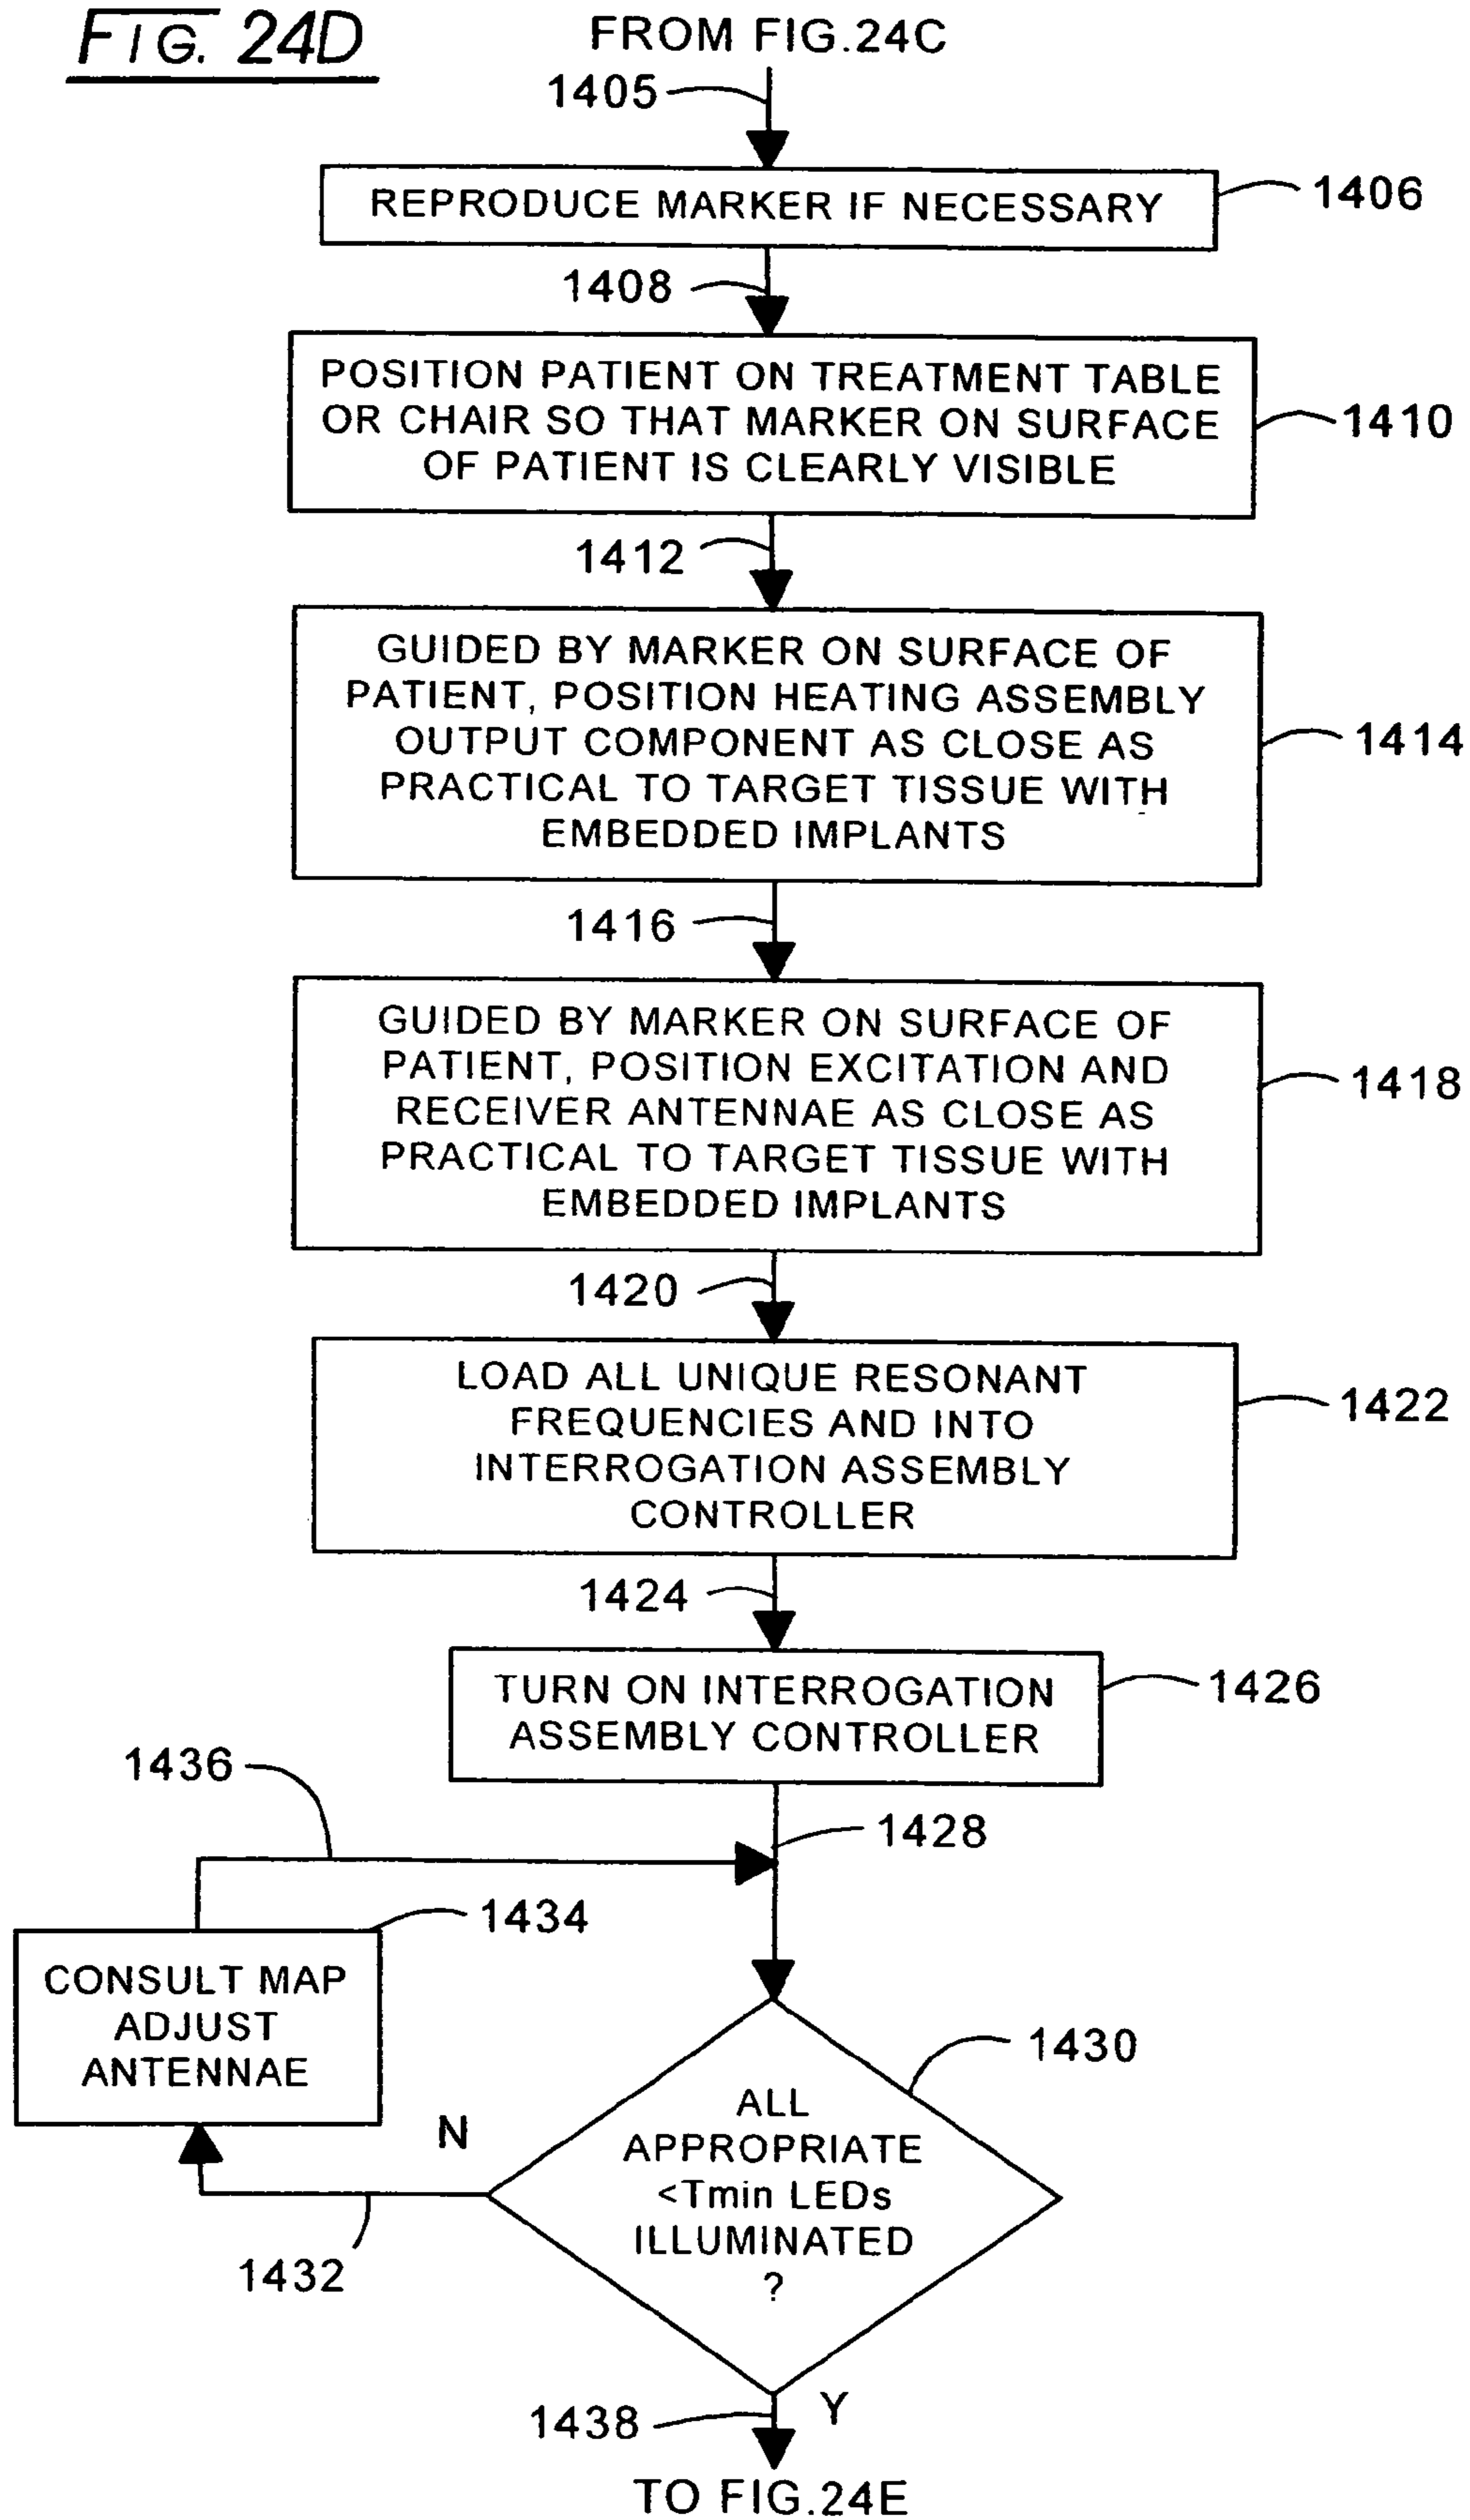 FIG. 24D
FROM FIG.24C
1405
REPRODUCE MARKER IF NECESSARY
1406
1408
POSITION PATIENT ON TREATMENT TABLE
OR CHAIR SO THAT MARKER ON SURFACE
OF PATIENT IS CLEARLY VISIBLE
1410
1412
GUIDED BY MARKER ON SURFACE OF
PATIENT, POSITION HEATING ASSEMBLY
OUTPUT COMPONENT AS CLOSE AS
PRACTICAL TO TARGET TISSUE WITH
EMBEDDED IMPLANTS
1414
1416
GUIDED BY MARKER ON SURFACE OF
PATIENT, POSITION EXCITATION AND
RECEIVER ANTENNAE AS CLOSE AS
PRACTICAL TO TARGET TISSUE WITH
EMBEDDED IMPLANTS
1418
1420
LOAD ALL UNIQUE RESONANT
FREQUENCIES AND INTO
INTERROGATION ASSEMBLY
CONTROLLER
1422
1424
TURN ON INTERROGATION
ASSEMBLY CONTROLLER
1426
1436
1428
1434
CONSULT MAP
ADJUST
ANTENNAE
1430
ALL
APPROPRIATE
<Tmin LEDs
ILLUMINATED
?
N
1432
1438
Y
TO FIG.24E